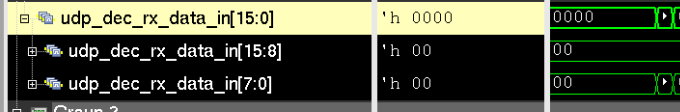 udp_dec_rx_data_in[15:0] 'h 0000 0000
udp_dec_rx_data_in[15:8] 'h 00 00
udp_dec_rx_data_in[7:0] 'h 00 00